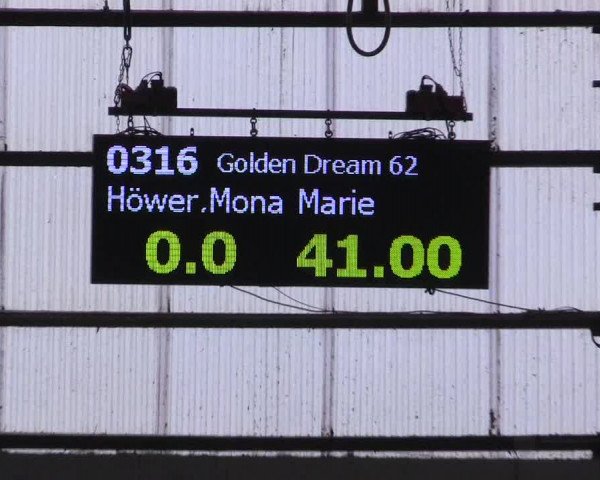 0316 Golden Dream 62
Höwer,Mona Marie
0.0 41.00